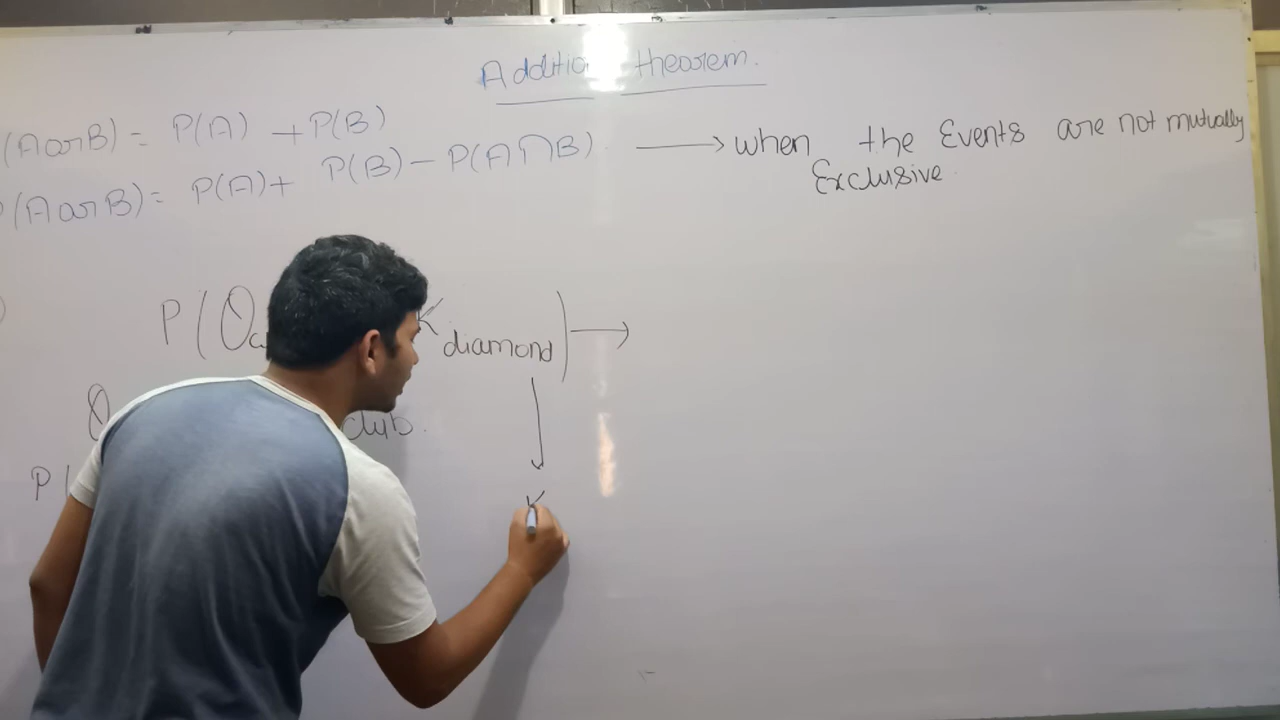 Addition theorem.
(A or B) = P(A) + P(B)
P(A or B) = P(A) + P(B) - P(A∩B) → when the Events are not mutually
Exclusive
P(Q K diamond) →
Q club.
P(